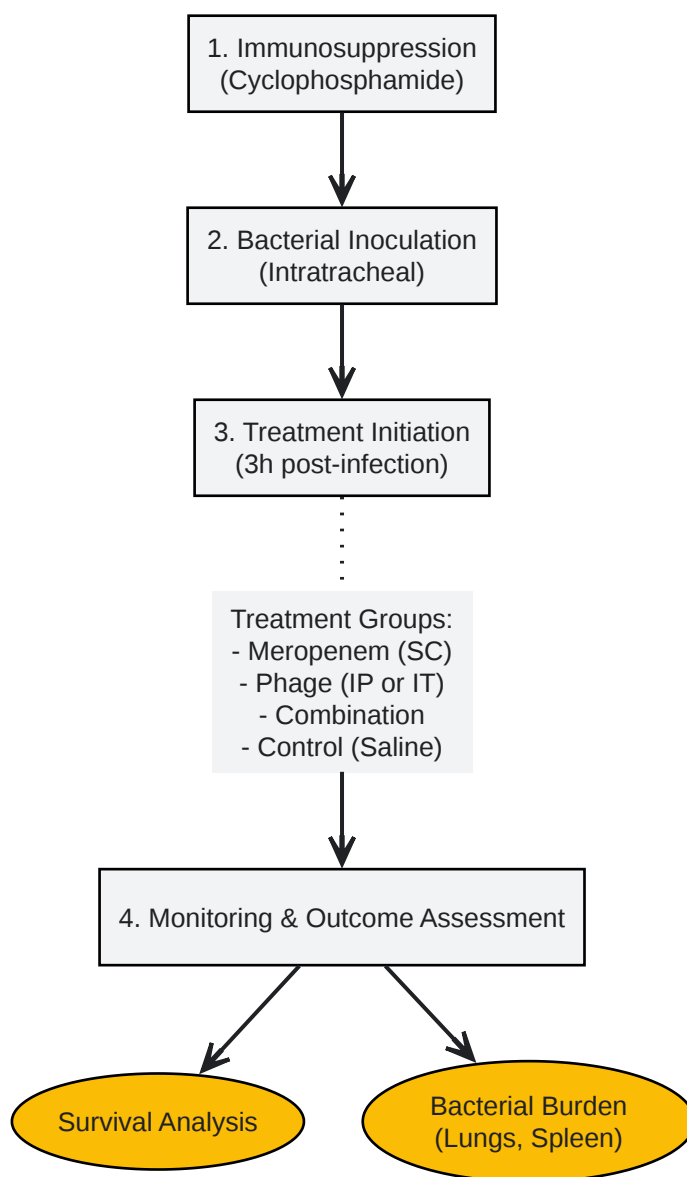 1. Immunosuppression
(Cyclophosphamide)
2. Bacterial Inoculation
(Intratracheal)
3. Treatment Initiation
(3h post-infection)
Treatment Groups:
- Meropenem (SC)
- Phage (IP or IT)
- Combination
- Control (Saline)
4. Monitoring & Outcome Assessment
Survival Analysis
Bacterial Burden
(Lungs, Spleen)